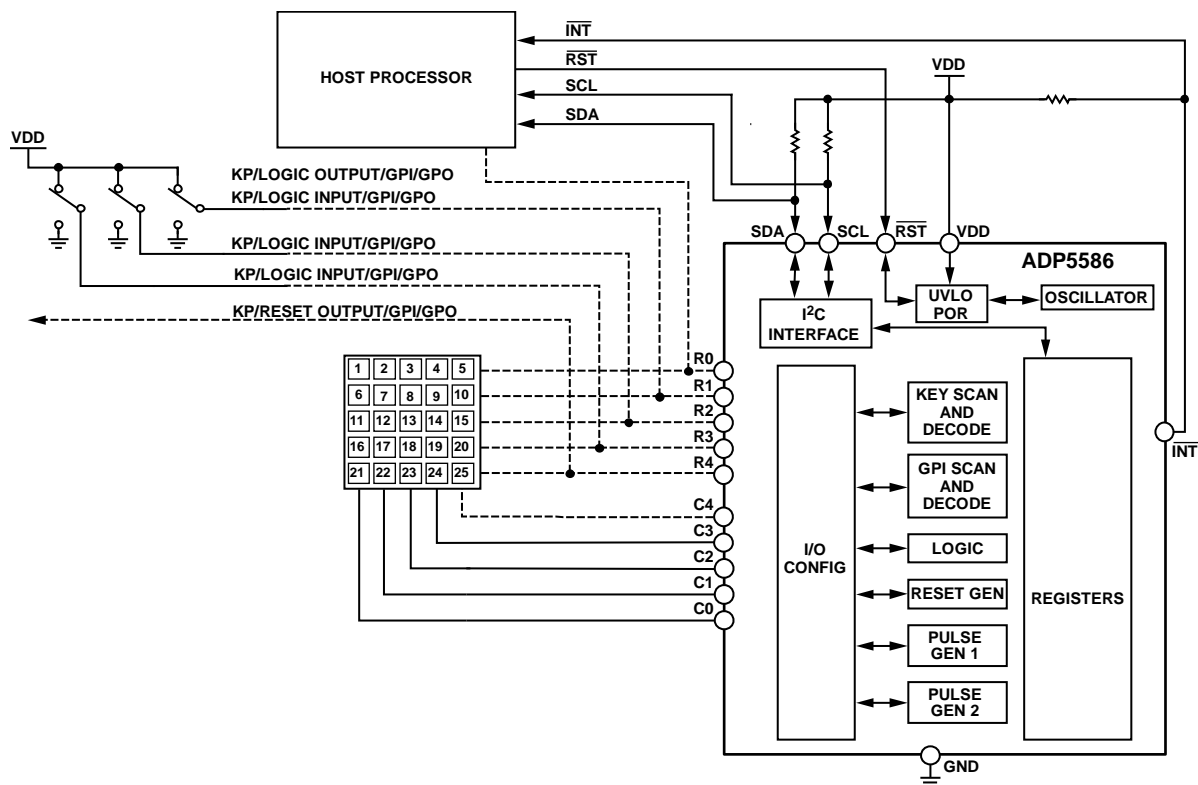 INT
HOST PROCESSOR
RST
SCL
SDA
VDD
VDD
KP/LOGIC OUTPUT/GPI/GPO
KP/LOGIC INPUT/GPI/GPO
KP/LOGIC INPUT/GPI/GPO
KP/LOGIC INPUT/GPI/GPO
KP/RESET OUTPUT/GPI/GPO
SDA
SCL
RST
VDD
ADP5586
I²C
INTERFACE
UVLO
POR
OSCILLATOR
1 2 3 4 5
6 7 8 9 10
11 12 13 14 15
16 17 18 19 20
21 22 23 24 25
R0
R1
R2
R3
R4
C4
C3
C2
C1
C0
I/O
CONFIG
KEY SCAN
AND
DECODE
GPI SCAN
AND
DECODE
LOGIC
RESET GEN
PULSE
GEN 1
PULSE
GEN 2
REGISTERS
INT
GND